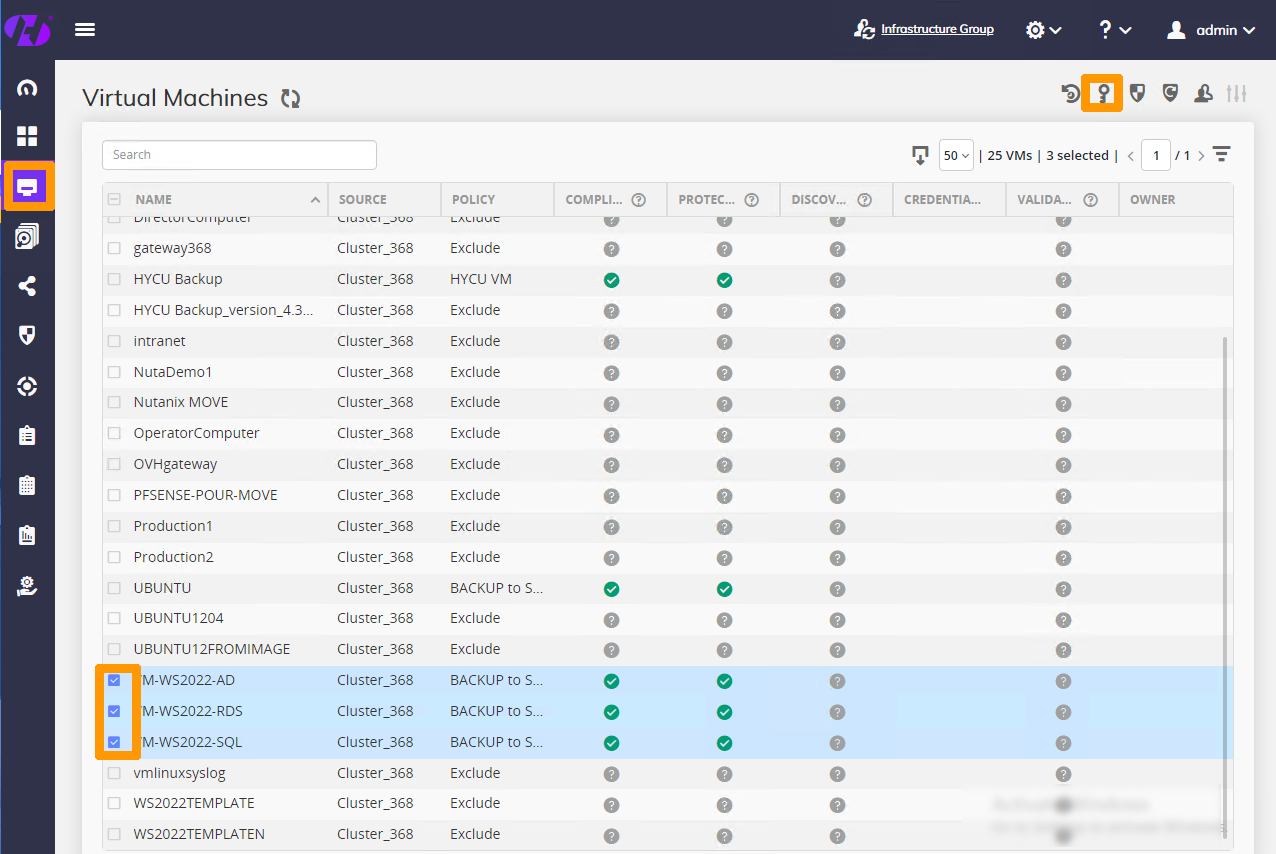 Infrastructure Group
?
admin
Virtual Machines
Search
50 | 25 VMs | 3 selected | < 1 / 1 >
NAME SOURCE POLICY COMPLI... ? PROTEC... ? DISCOV... ? CREDENTIA... VALIDA... ? OWNER
DirectorComputer Cluster_368 Exclude ? ? ? ?
gateway368 Cluster_368 Exclude ? ? ? ?
HYCU Backup Cluster_368 HYCU VM ? ?
HYCU Backup_version_4.3... Cluster_368 Exclude ? ? ? ?
intranet Cluster_368 Exclude ? ? ? ?
NutaDemo1 Cluster_368 Exclude ? ? ? ?
Nutanix MOVE Cluster_368 Exclude ? ? ? ?
OperatorComputer Cluster_368 Exclude ? ? ? ?
OVHgateway Cluster_368 Exclude ? ? ? ?
PFSENSE-POUR-MOVE Cluster_368 Exclude ? ? ? ?
Production1 Cluster_368 Exclude ? ? ? ?
Production2 Cluster_368 Exclude ? ? ? ?
UBUNTU Cluster_368 BACKUP to S... ? ?
UBUNTU1204 Cluster_368 Exclude ? ? ? ?
UBUNTU12FROMIMAGE Cluster_368 Exclude ? ? ? ?
VM-WS2022-AD Cluster_368 BACKUP to S... ? ?
VM-WS2022-RDS Cluster_368 BACKUP to S... ? ?
VM-WS2022-SQL Cluster_368 BACKUP to S... ? ?
vmlinuxsyslog Cluster_368 Exclude ? ? ? ?
WS2022TEMPLATE Cluster_368 Exclude ? ? ?
WS2022TEMPLATEN Cluster_368 Exclude ? ? ?